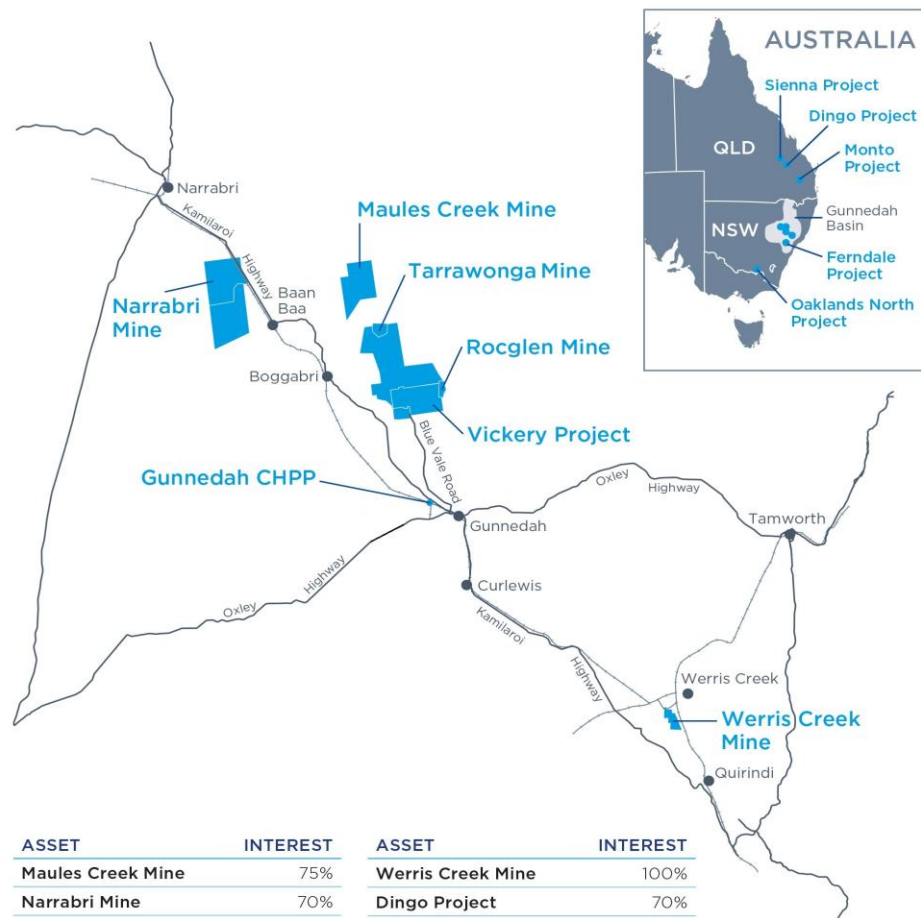 AUSTRALIA
Sienna Project
Dingo Project
QLD
Monto
Project
Gunnedah
Basin
NSW
Ferndale
Project
Oaklands North
Project
Narrabri
Kamilaroi
Highway
Maules Creek Mine
Tarrawonga Mine
Narrabri
Mine
Baan
Baa
Rocglen Mine
Boggabri
Vickery Project
Blue Vale Road
Gunnedah CHPP
Oxley
Highway
Gunnedah
Tamworth
Highway
Oxley
Curlewis
Kamilaroi
Highway
Werris Creek
Werris Creek
Mine
Quirindi
ASSET INTEREST
Maules Creek Mine 75%
Narrabri Mine 70%
ASSET INTEREST
Werris Creek Mine 100%
Dingo Project 70%